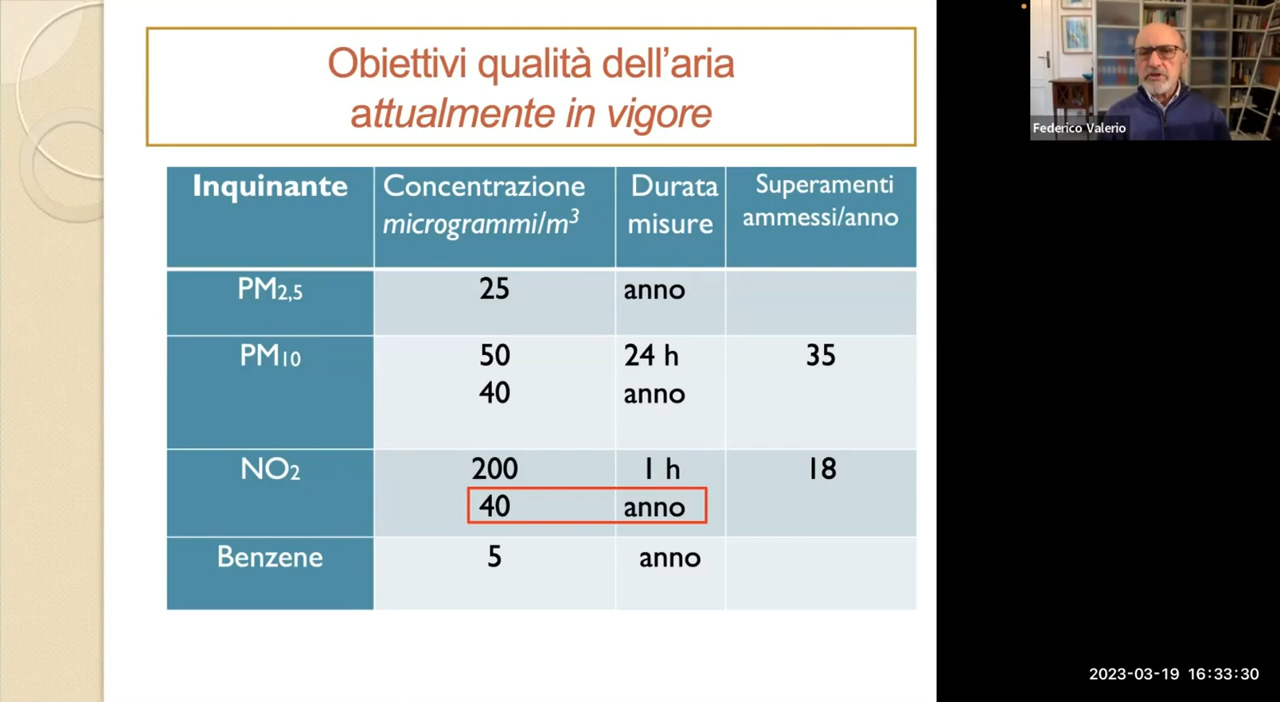 Obiettivi qualità dell'aria
attualmente in vigore
Inquinante Concentrazione microgrammi/m³ Durata misure Superamenti ammessi/anno
PM2,5 25 anno
PM10 50 24 h 35
40 anno
NO2 200 1 h 18
40 anno
Benzene 5 anno
Federico Valerio
2023-03-19 16:33:30